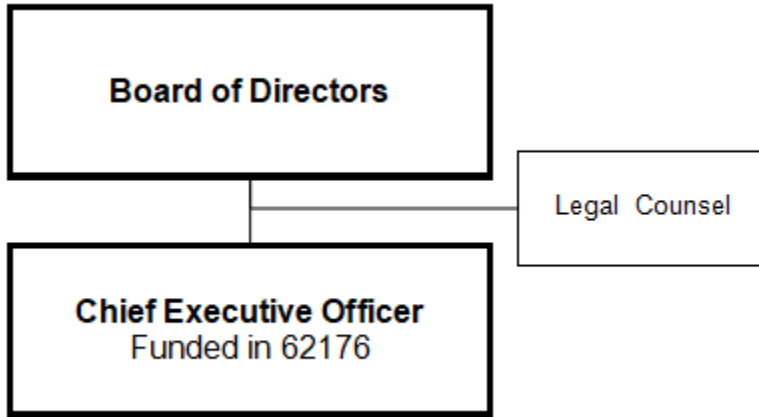 Board of Directors
Legal Counsel
Chief Executive Officer
Funded in 62176